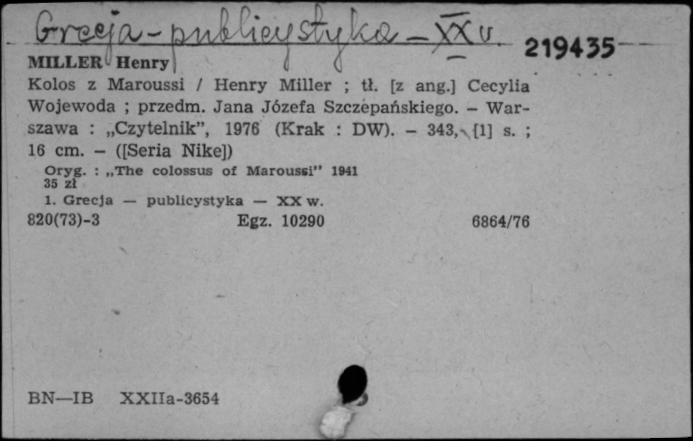 Grecja - publicystyka - XX w.
219435
MILLER Henry
Kolos z Maroussi / Henry Miller ; tł. [z ang.] Cecylia
Wojewoda ; przedm. Jana Józefa Szczepańskiego. – War-
szawa : „Czytelnik”, 1976 (Krak : DW). – 343, [1] s. ;
16 cm. – ([Seria Nike])
Oryg. : „The colossus of Maroussi” 1941
35 zł
1. Grecja — publicystyka — XX w.
820(73)-3 Egz. 10290 6864/76
BN—IB XXIIa-3654